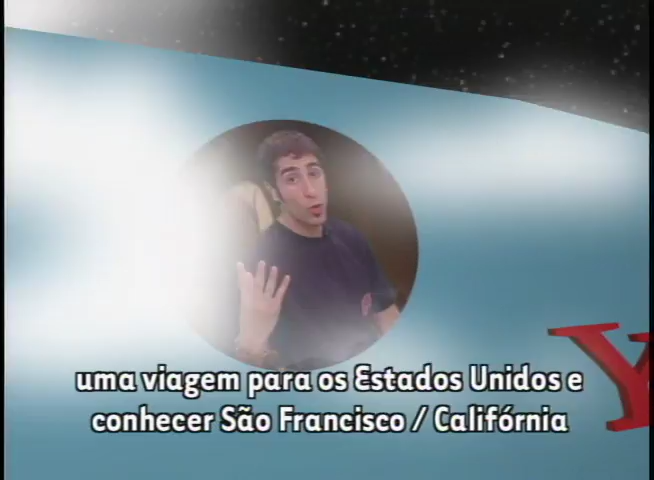 Y
uma viagem para os Estados Unidos e
conhecer São Francisco / Califórnia